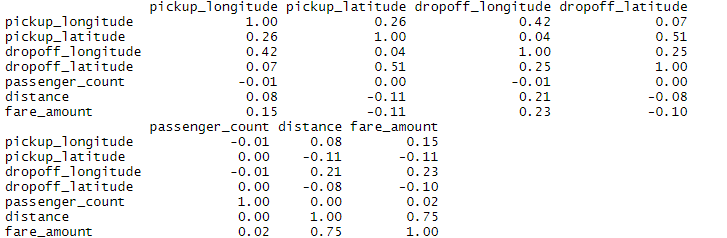 pickup_longitude pickup_latitude dropoff_longitude dropoff_latitude
pickup_longitude 1.00 0.26 0.42 0.07
pickup_latitude 0.26 1.00 0.04 0.51
dropoff_longitude 0.42 0.04 1.00 0.25
dropoff_latitude 0.07 0.51 0.25 1.00
passenger_count -0.01 0.00 -0.01 0.00
distance 0.08 -0.11 0.21 -0.08
fare_amount 0.15 -0.11 0.23 -0.10
passenger_count distance fare_amount
pickup_longitude -0.01 0.08 0.15
pickup_latitude 0.00 -0.11 -0.11
dropoff_longitude -0.01 0.21 0.23
dropoff_latitude 0.00 -0.08 -0.10
passenger_count 1.00 0.00 0.02
distance 0.00 1.00 0.75
fare_amount 0.02 0.75 1.00